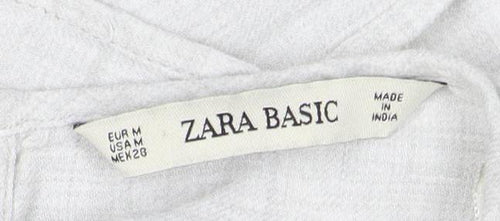 EUR M
USA M
MEX 28
ZARA BASIC
MADE
IN
INDIA